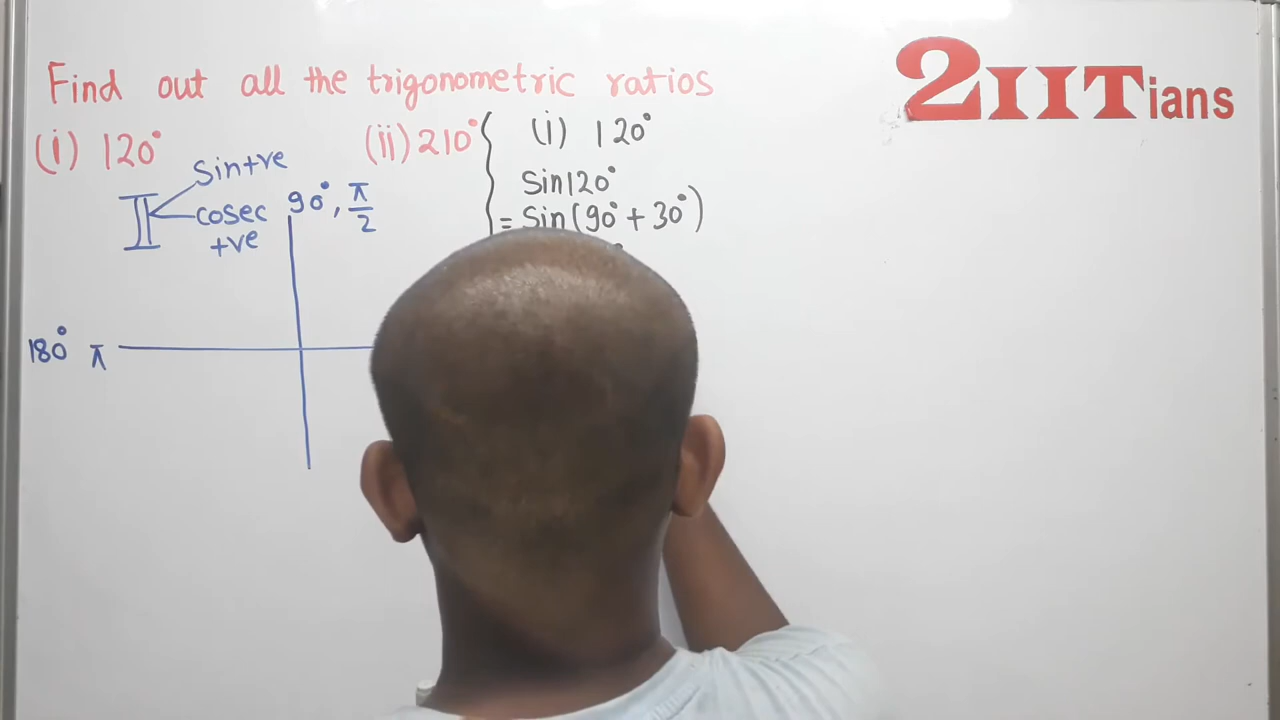 Find out all the trigonometric ratios
(i) 120°
(ii) 210°
Sin +ve
II
cosec
+ve
90°, π/2
180° π
(i) 120°
Sin120°
= Sin(90° + 30°)
2IITians